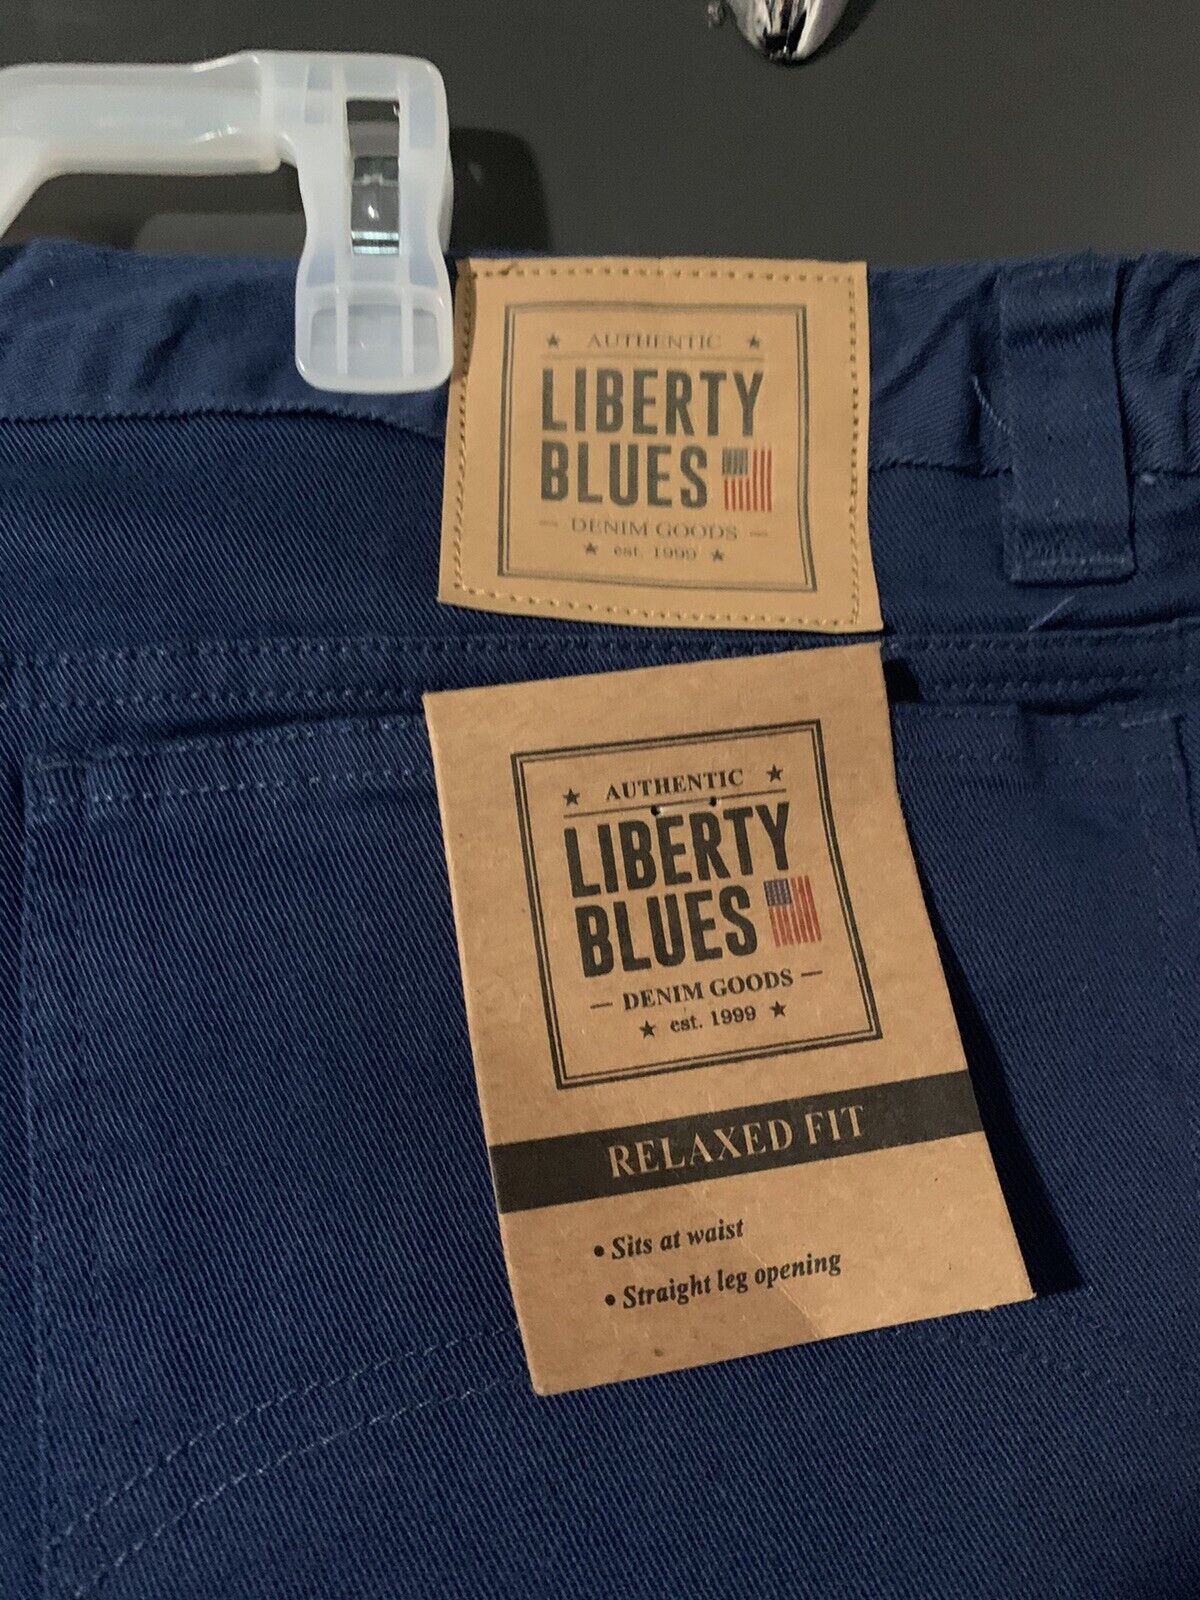 AUTHENTIC
LIBERTY
BLUES
DENIM GOODS
est. 1999
AUTHENTIC
LIBERTY
BLUES
DENIM GOODS
est. 1999
RELAXED FIT
• Sits at waist
• Straight leg opening